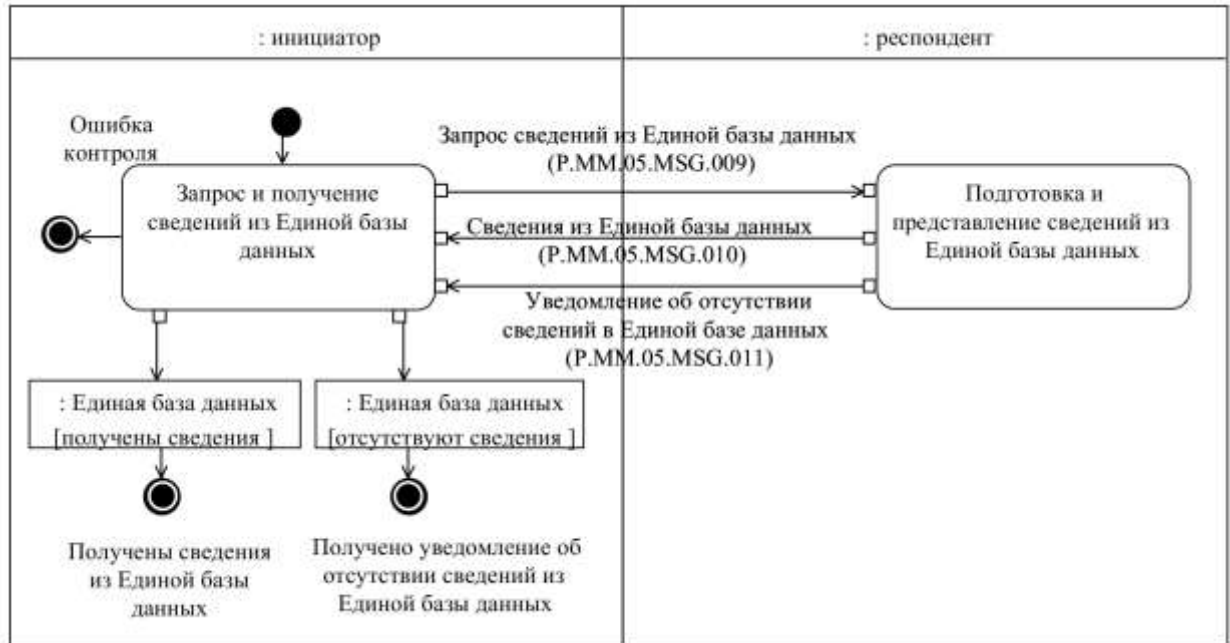 : инициатор
: респондент
Ошибка
контроля
Запрос сведений из Единой базы данных
(P.MM.05.MSG.009)
Запрос и получение
сведений из Единой базы
данных
Подготовка и
представление сведений из
Единой базы данных
Сведения из Единой базы данных
(P.MM.05.MSG.010)
Уведомление об отсутствии
сведений в Единой базе данных
(P.MM.05.MSG.011)
: Единая база данных
[получены сведения ]
: Единая база данных
[отсутствуют сведения ]
Получены сведения
из Единой базы
данных
Получено уведомление об
отсутствии сведений из
Единой базы данных